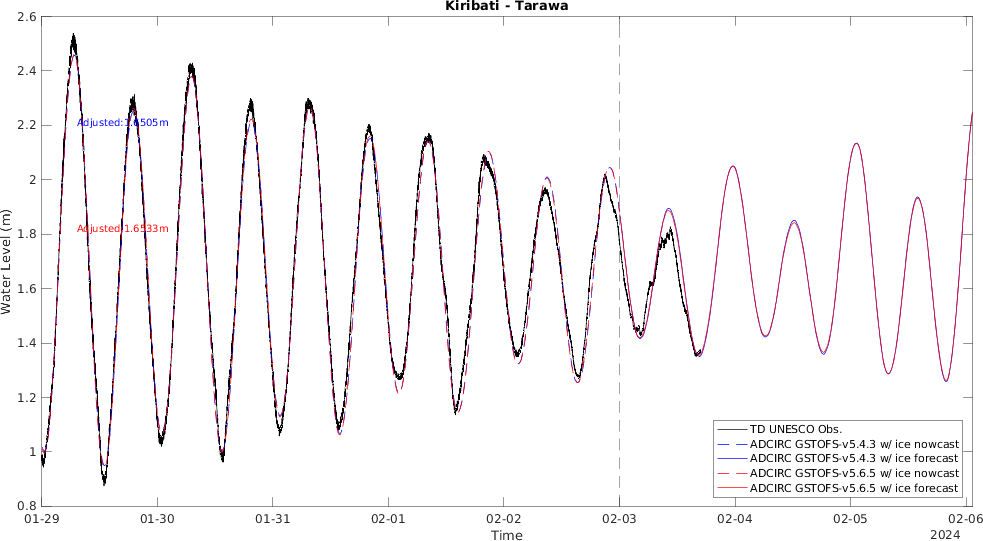 Kiribati - Tarawa
2.6
2.4
2.2
2
1.8
1.6
1.4
1.2
1
0.8
Water Level (m)
Adjusted:1.6505m
Adjusted:1.6533m
TD UNESCO Obs.
ADCIRC GSTOFS-v5.4.3 w/ ice nowcast
ADCIRC GSTOFS-v5.4.3 w/ ice forecast
ADCIRC GSTOFS-v5.6.5 w/ ice nowcast
ADCIRC GSTOFS-v5.6.5 w/ ice forecast
01-29 01-30 01-31 02-01 02-02 02-03 02-04 02-05 02-06
Time
2024